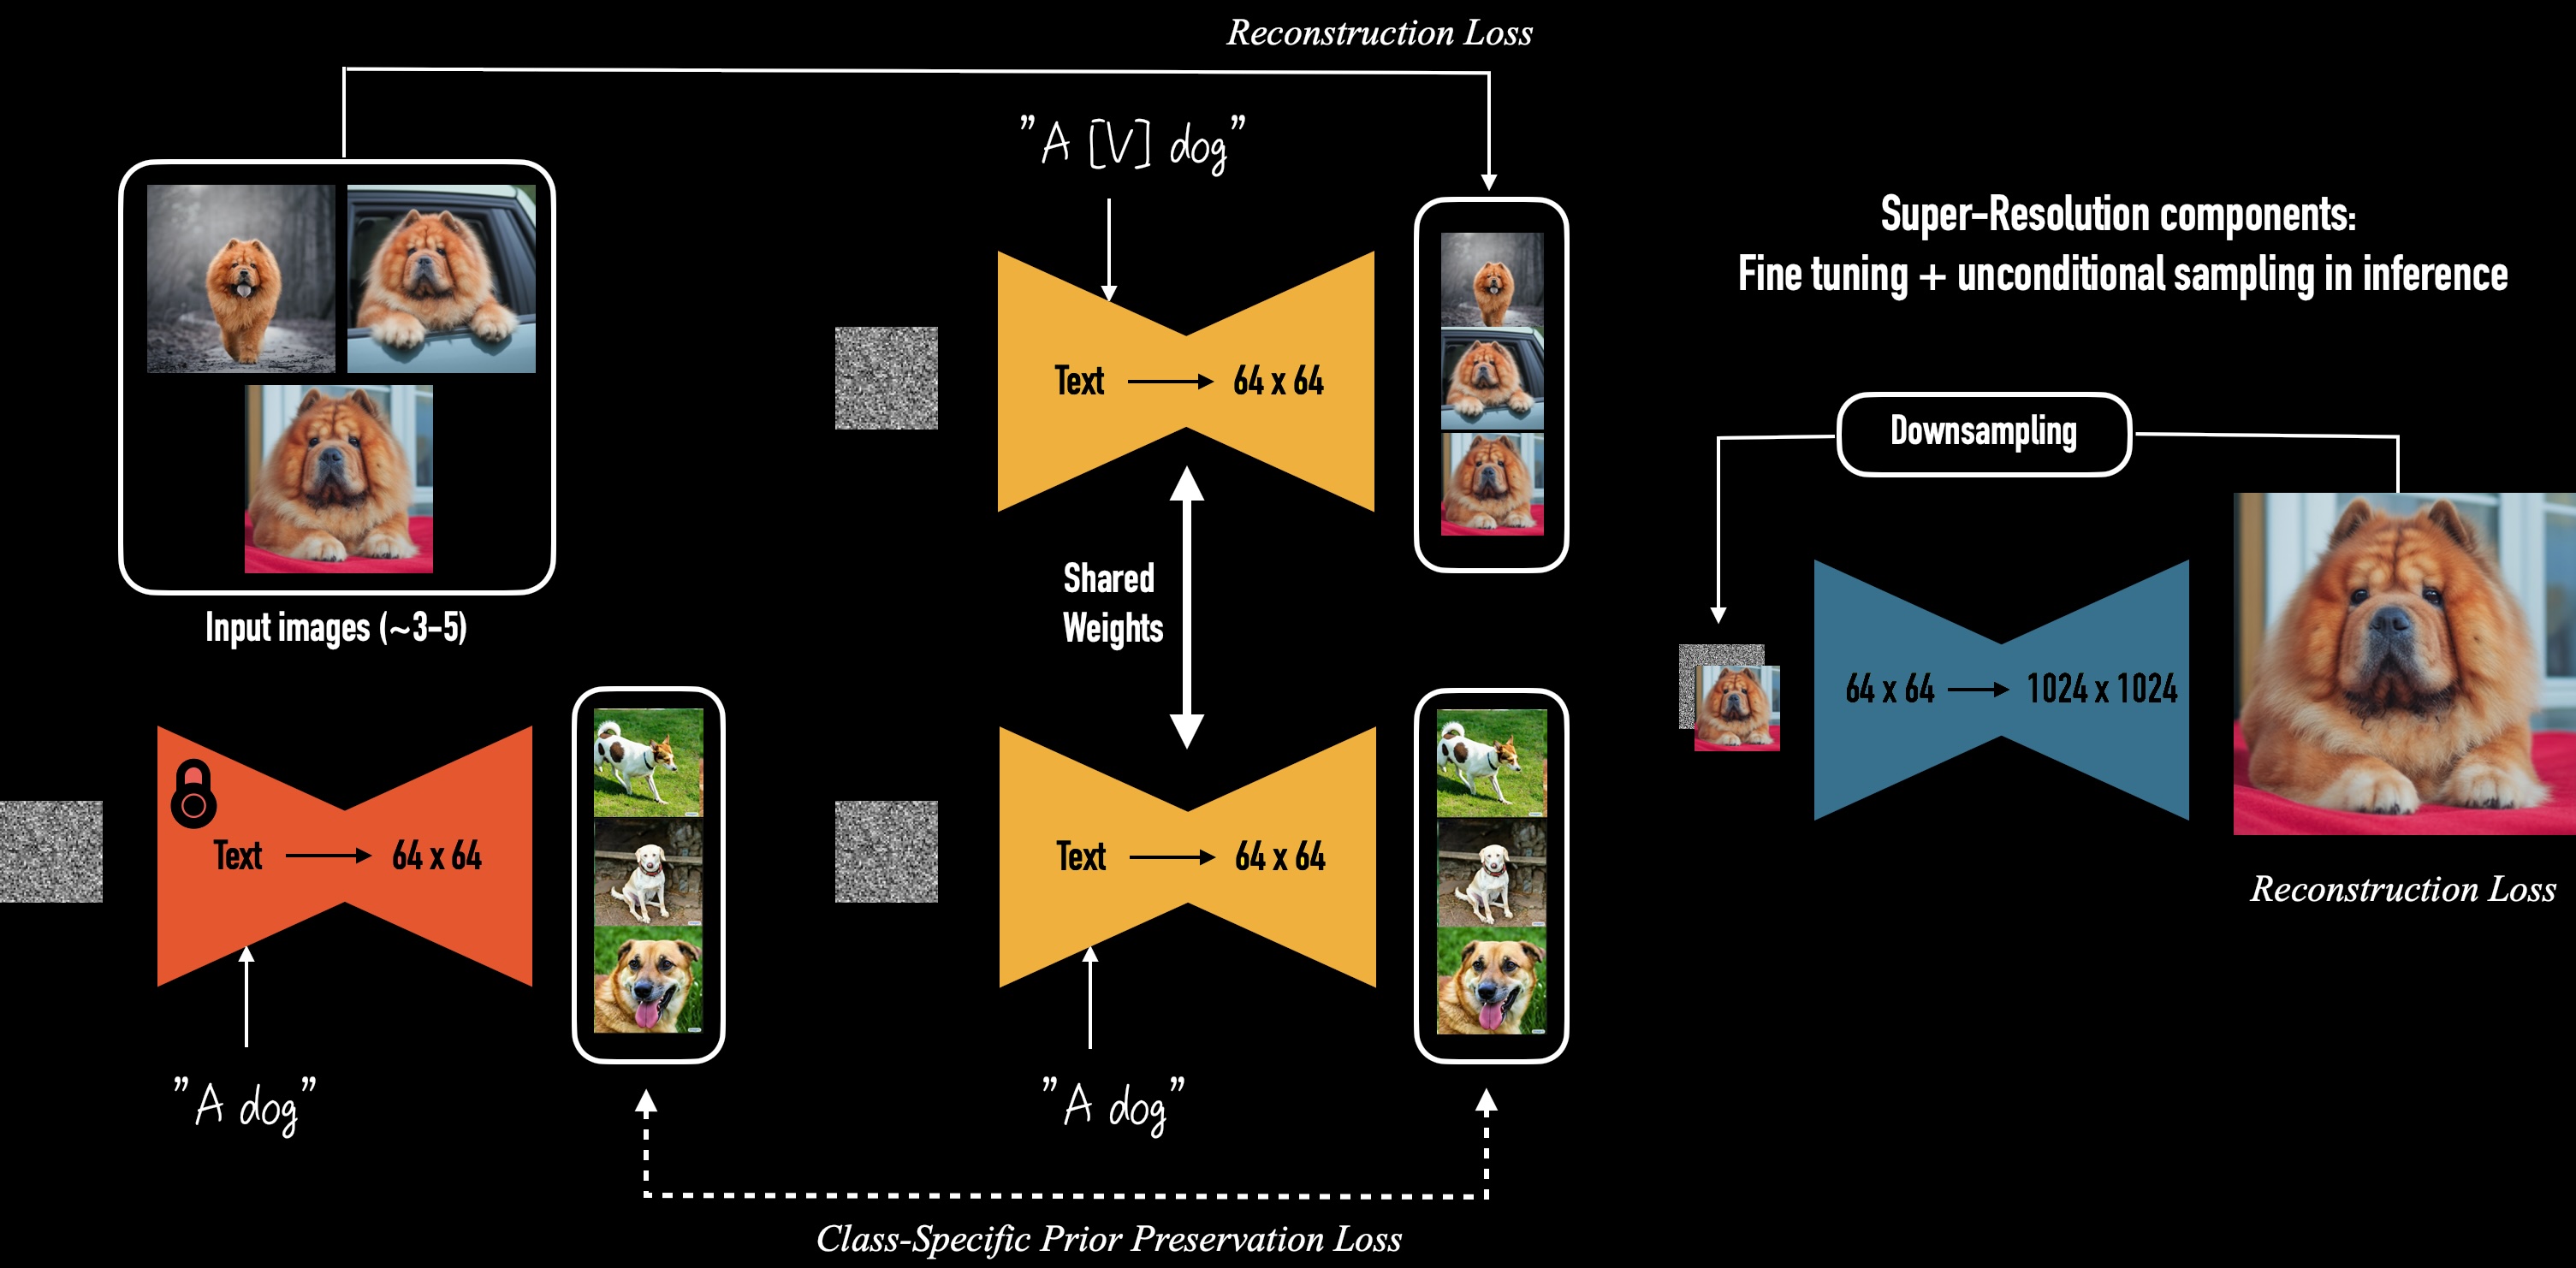 Reconstruction Loss
”A [V] dog”
Text → 64 x 64
Input images (~3-5)
Shared
Weights
Text → 64 x 64
”A dog”
Text → 64 x 64
”A dog”
Class-Specific Prior Preservation Loss
Super-Resolution components:
Fine tuning + unconditional sampling in inference
Downsampling
64 x 64 → 1024 x 1024
Reconstruction Loss